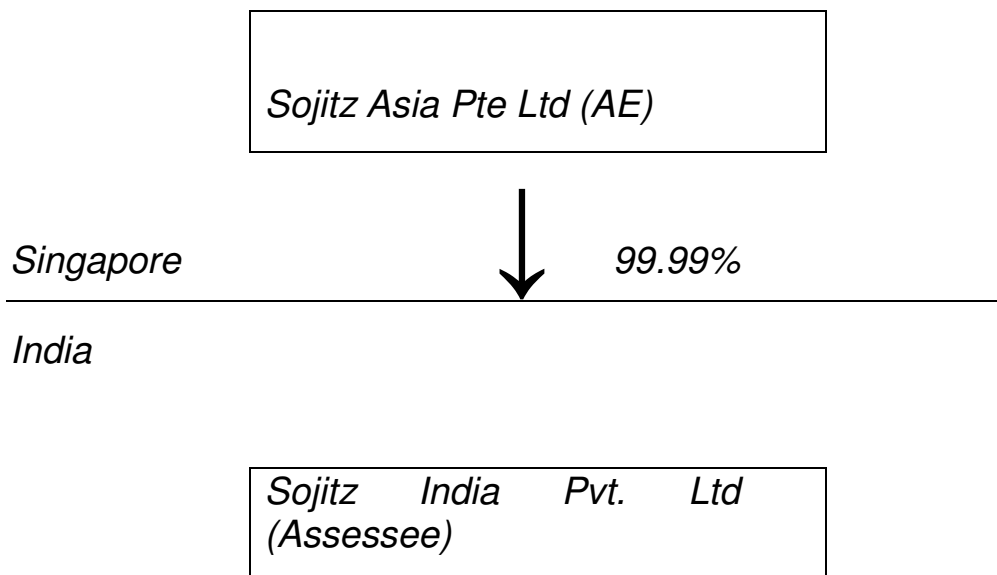 Sojitz Asia Pte Ltd (AE)
Singapore 99.99%
India
Sojitz India Pvt. Ltd
(Assessee)